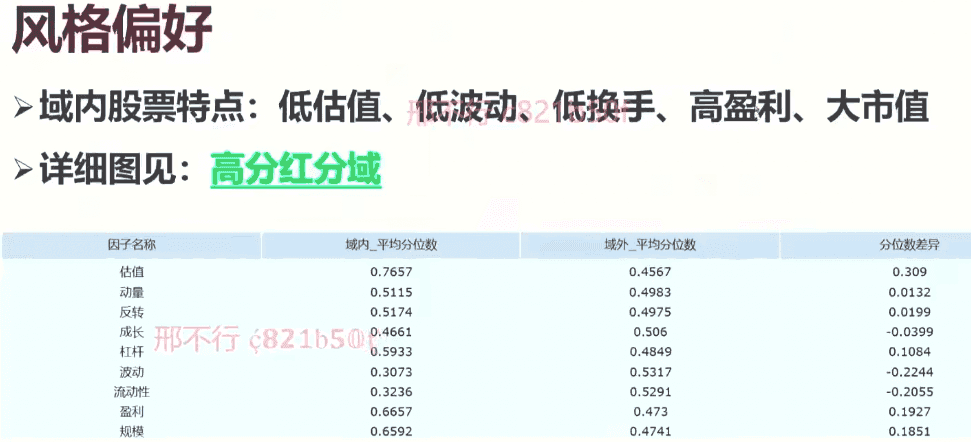 风格偏好
➢域内股票特点：低估值、低波动、低换手、高盈利、大市值
➢详细图见：高分红分域
因子名称 域内_平均分位数 域外_平均分位数 分位数差异
估值 0.7657 0.4567 0.309
动量 0.5115 0.4983 0.0132
反转 0.5174 0.4975 0.0199
成长 0.4661 0.506 -0.0399
杠杆 0.5933 0.4849 0.1084
波动 0.3073 0.5317 -0.2244
流动性 0.3236 0.5291 -0.2055
盈利 0.6657 0.473 0.1927
规模 0.6592 0.4741 0.1851
邢不行
邢不行